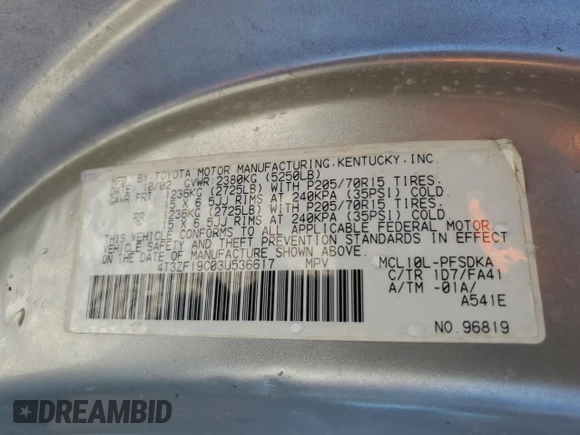 MFD. BY:TOYOTA MOTOR MANUFACTURING,KENTUCKY,INC.
DATE: 10/02 GVWR:2380KG (5250LB)
GAWR:FRT. 1236KG (2725LB) WITH P205/70R15 TIRES,
15 X 6.5JJ RIMS AT 240KPA (35PSI) COLD.
RR. 1236KG (2725LB) WITH P205/70R15 TIRES,
15 X 6.5JJ RIMS AT 240KPA (35PSI) COLD.
THIS VEHICLE CONFORMS TO ALL APPLICABLE FEDERAL MOTOR
VEHICLE SAFETY AND THEFT PREVENTION STANDARDS IN EFFECT ON
THE DATE OF MANUFACTURE SHOWN ABOVE.
4T3ZF19C03U536617 MPV
MCL10L-PFSDKA
C/TR 1D7/FA41
A/TM -01A/
A541E
NO.96819
DREAMBID